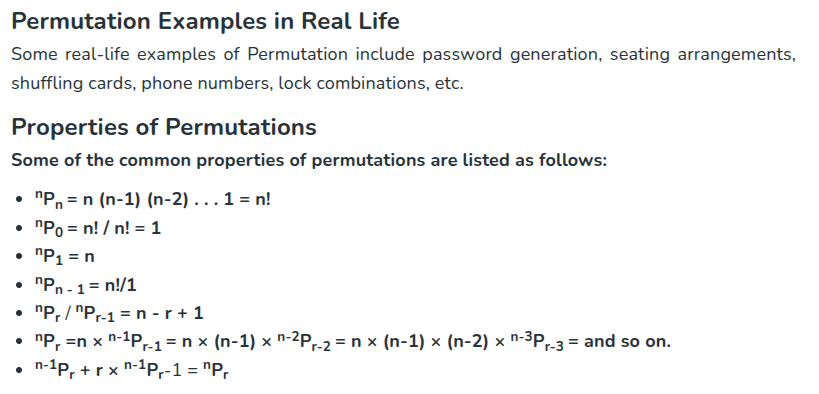 Permutation Examples in Real Life
Some real-life examples of Permutation include password generation, seating arrangements,
shuffling cards, phone numbers, lock combinations, etc.
Properties of Permutations
Some of the common properties of permutations are listed as follows:
• ⁿPₙ = n (n-1) (n-2) . . . 1 = n!
• ⁿP₀ = n! / n! = 1
• ⁿP₁ = n
• ⁿPₙ ₋ ₁ = n!/1
• ⁿPᵣ / ⁿPᵣ₋₁ = n - r + 1
• ⁿPᵣ =n × ⁿ⁻¹Pᵣ₋₁ = n × (n-1) × ⁿ⁻²Pᵣ₋₂ = n × (n-1) × (n-2) × ⁿ⁻³Pᵣ₋₃ = and so on.
• ⁿ⁻¹Pᵣ + r × ⁿ⁻¹Pᵣ-1 = ⁿPᵣ